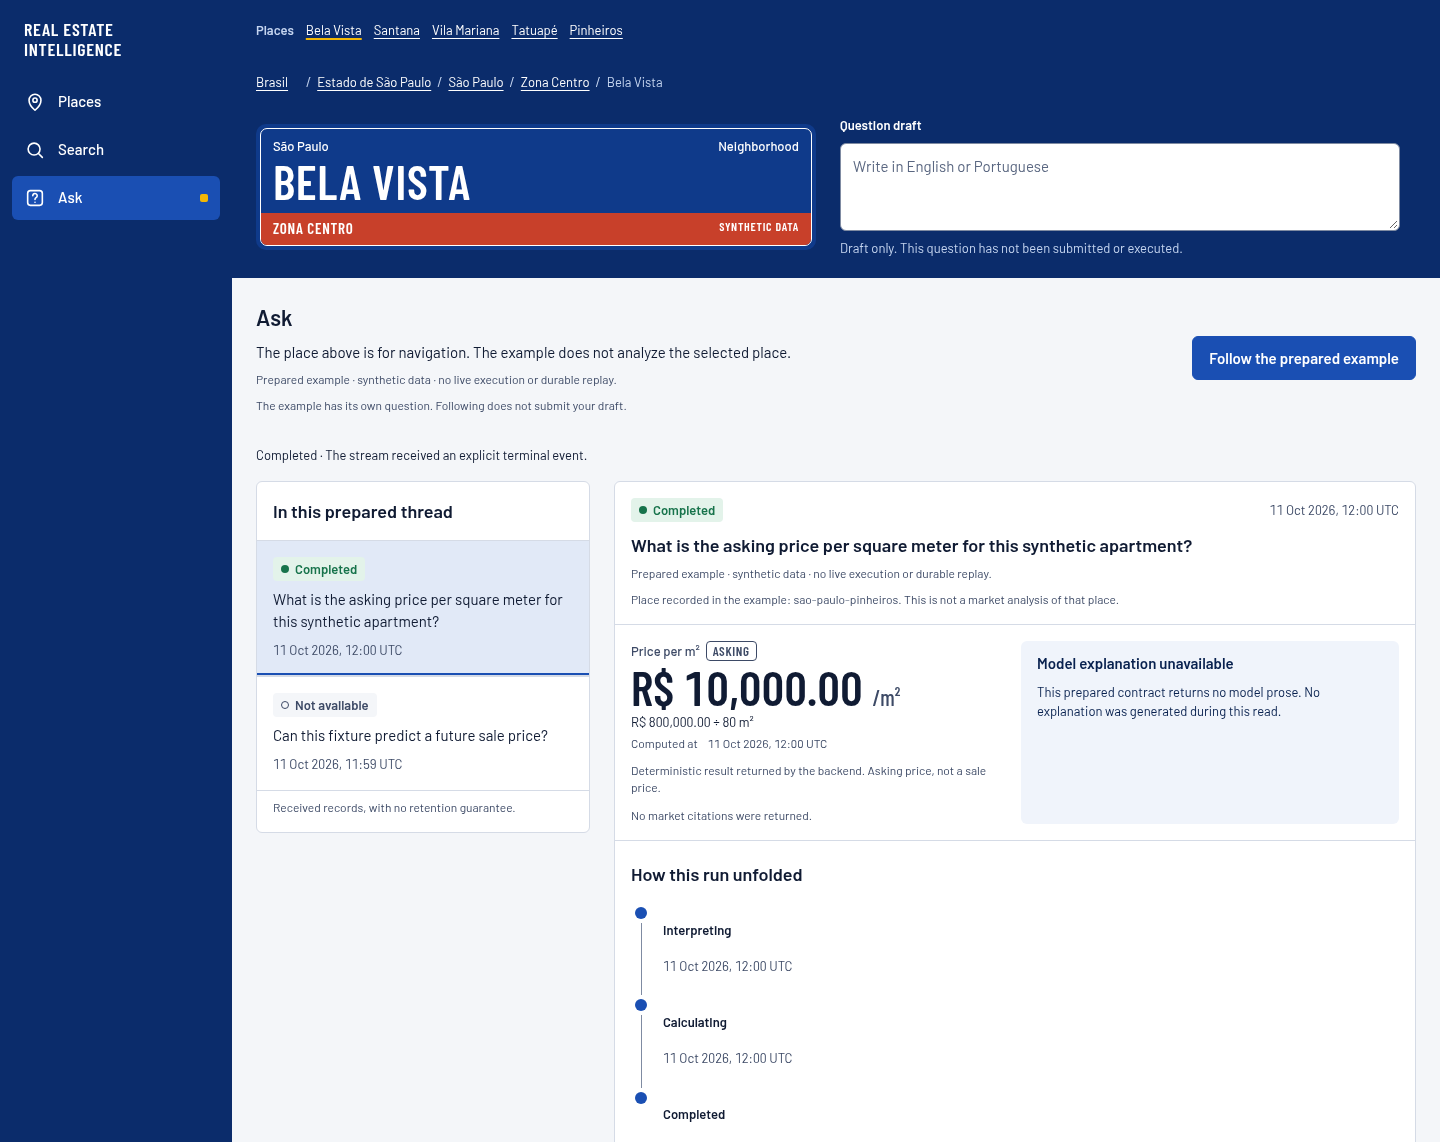 REAL ESTATE
INTELLIGENCE
Places
Search
Ask
Places Bela Vista Santana Vila Mariana Tatuapé Pinheiros
Brasil / Estado de São Paulo / São Paulo / Zona Centro / Bela Vista
São Paulo Neighborhood
BELA VISTA
ZONA CENTRO SYNTHETIC DATA
Question draft
Write in English or Portuguese
Draft only. This question has not been submitted or executed.
Ask
The place above is for navigation. The example does not analyze the selected place.
Prepared example · synthetic data · no live execution or durable replay.
The example has its own question. Following does not submit your draft.
Follow the prepared example
Completed · The stream received an explicit terminal event.
In this prepared thread
Completed
What is the asking price per square meter for
this synthetic apartment?
11 Oct 2026, 12:00 UTC
Not available
Can this fixture predict a future sale price?
11 Oct 2026, 11:59 UTC
Received records, with no retention guarantee.
Completed 11 Oct 2026, 12:00 UTC
What is the asking price per square meter for this synthetic apartment?
Prepared example · synthetic data · no live execution or durable replay.
Place recorded in the example: sao-paulo-pinheiros. This is not a market analysis of that place.
Price per m² ASKING
R$ 10,000.00 /m²
R$ 800,000.00 ÷ 80 m²
Computed at 11 Oct 2026, 12:00 UTC
Deterministic result returned by the backend. Asking price, not a sale
price.
No market citations were returned.
Model explanation unavailable
This prepared contract returns no model prose. No
explanation was generated during this read.
How this run unfolded
Interpreting
11 Oct 2026, 12:00 UTC
Calculating
11 Oct 2026, 12:00 UTC
Completed